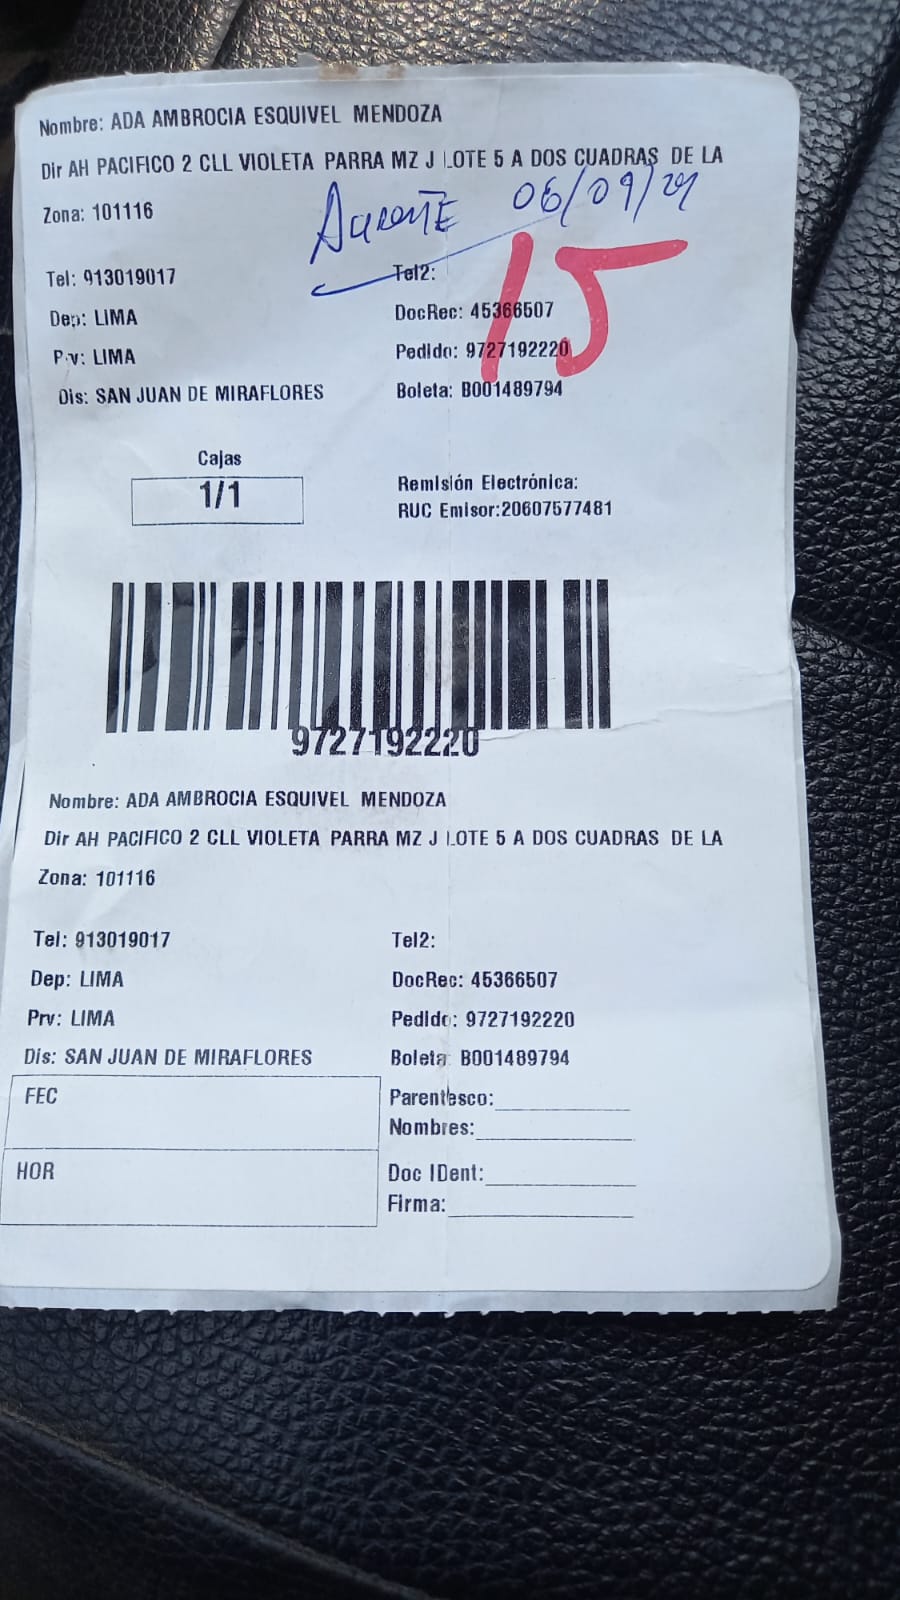 Nombre: ADA AMBROCIA ESQUIVEL MENDOZA
Dir AH PACIFICO 2 CLL VIOLETA PARRA MZ J LOTE 5 A DOS CUADRAS DE LA
Zona: 101116
06/09/21
15
Tel: 913019017
Tel2:
Dep: LIMA
DocRec: 45366507
Prv: LIMA
Pedido: 9727192220
Dis: SAN JUAN DE MIRAFLORES
Boleta: B001489794
Cajas
1/1
Remisión Electrónica:
RUC Emisor:20607577481
9727192220
Nombre: ADA AMBROCIA ESQUIVEL MENDOZA
Dir AH PACIFICO 2 CLL VIOLETA PARRA MZ J LOTE 5 A DOS CUADRAS DE LA
Zona: 101116
Tel: 913019017
Tel2:
Dep: LIMA
DocRec: 45366507
Prv: LIMA
Pedido: 9727192220
Dis: SAN JUAN DE MIRAFLORES
Boleta: B001489794
FEC
Parentesco:
Nombres:
HOR
Doc IDent:
Firma: